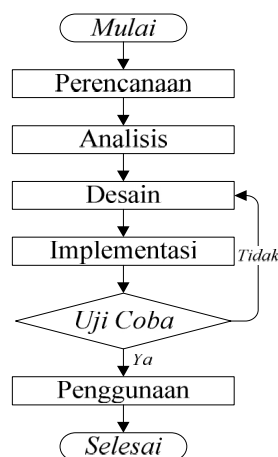 Mulai
Perencanaan
Analisis
Desain
Implementasi
Tidak
Uji Coba
Ya
Penggunaan
Selesai